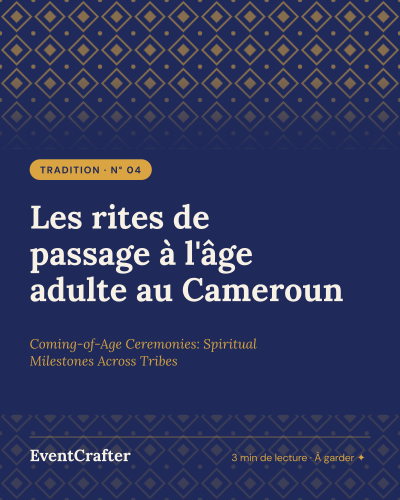 TRADITION · N° 04
Les rites de
passage à l'âge
adulte au Cameroun
Coming-of-Age Ceremonies: Spiritual
Milestones Across Tribes
EventCrafter
3 min de lecture · À garder ✦